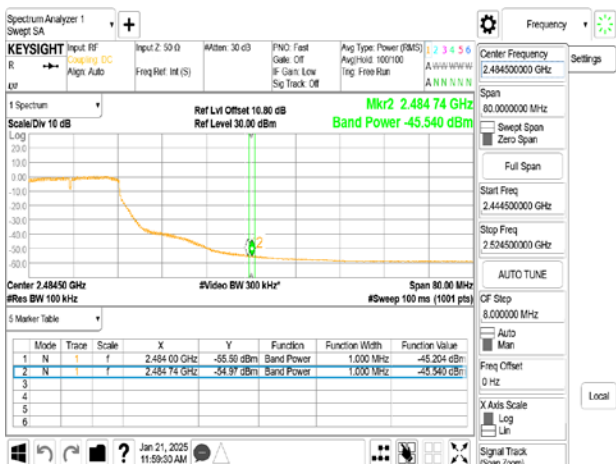 Spectrum Analyzer 1
Swept SA
Frequency
KEYSIGHT
Input: RF
Input Z: 50 Ω
#Atten: 30 dB
PNO: Fast
Avg Type: Power (RMS)
1 2 3 4 5 6
R
Coupling: DC
Gate: Off
Avg|Hold: 100/100
A W W W W W
Align: Auto
Freq Ref: Int (S)
IF Gain: Low
Trig: Free Run
Sig Track: Off
A N N N N N
1 Spectrum
Scale/Div 10 dB
Ref Lvl Offset 10.80 dB
Ref Level 30.00 dBm
Mkr2 2.484 74 GHz
Band Power -45.540 dBm
Log
20.0
10.0
0.00
-10.0
-20.0
-30.0
-40.0
-50.0
-60.0
2
Center 2.48450 GHz
#Video BW 300 kHz*
Span 80.00 MHz
#Res BW 100 kHz
#Sweep 100 ms (1001 pts)
5 Marker Table
Mode Trace Scale X Y Function Function Width Function Value
1 N 1 f 2.484 00 GHz -55.50 dBm Band Power 1.000 MHz -45.204 dBm
2 N 1 f 2.484 74 GHz -54.97 dBm Band Power 1.000 MHz -45.540 dBm
3
4
5
6
?
Jan 21, 2025
11:59:30 AM
Center Frequency
2.484500000 GHz
Settings
Span
80.0000000 MHz
Swept Span
Zero Span
Full Span
Start Freq
2.444500000 GHz
Stop Freq
2.524500000 GHz
AUTO TUNE
CF Step
8.000000 MHz
Auto
Man
Freq Offset
0 Hz
Local
X Axis Scale
Log
Lin
Signal Track
(Span Zoom)